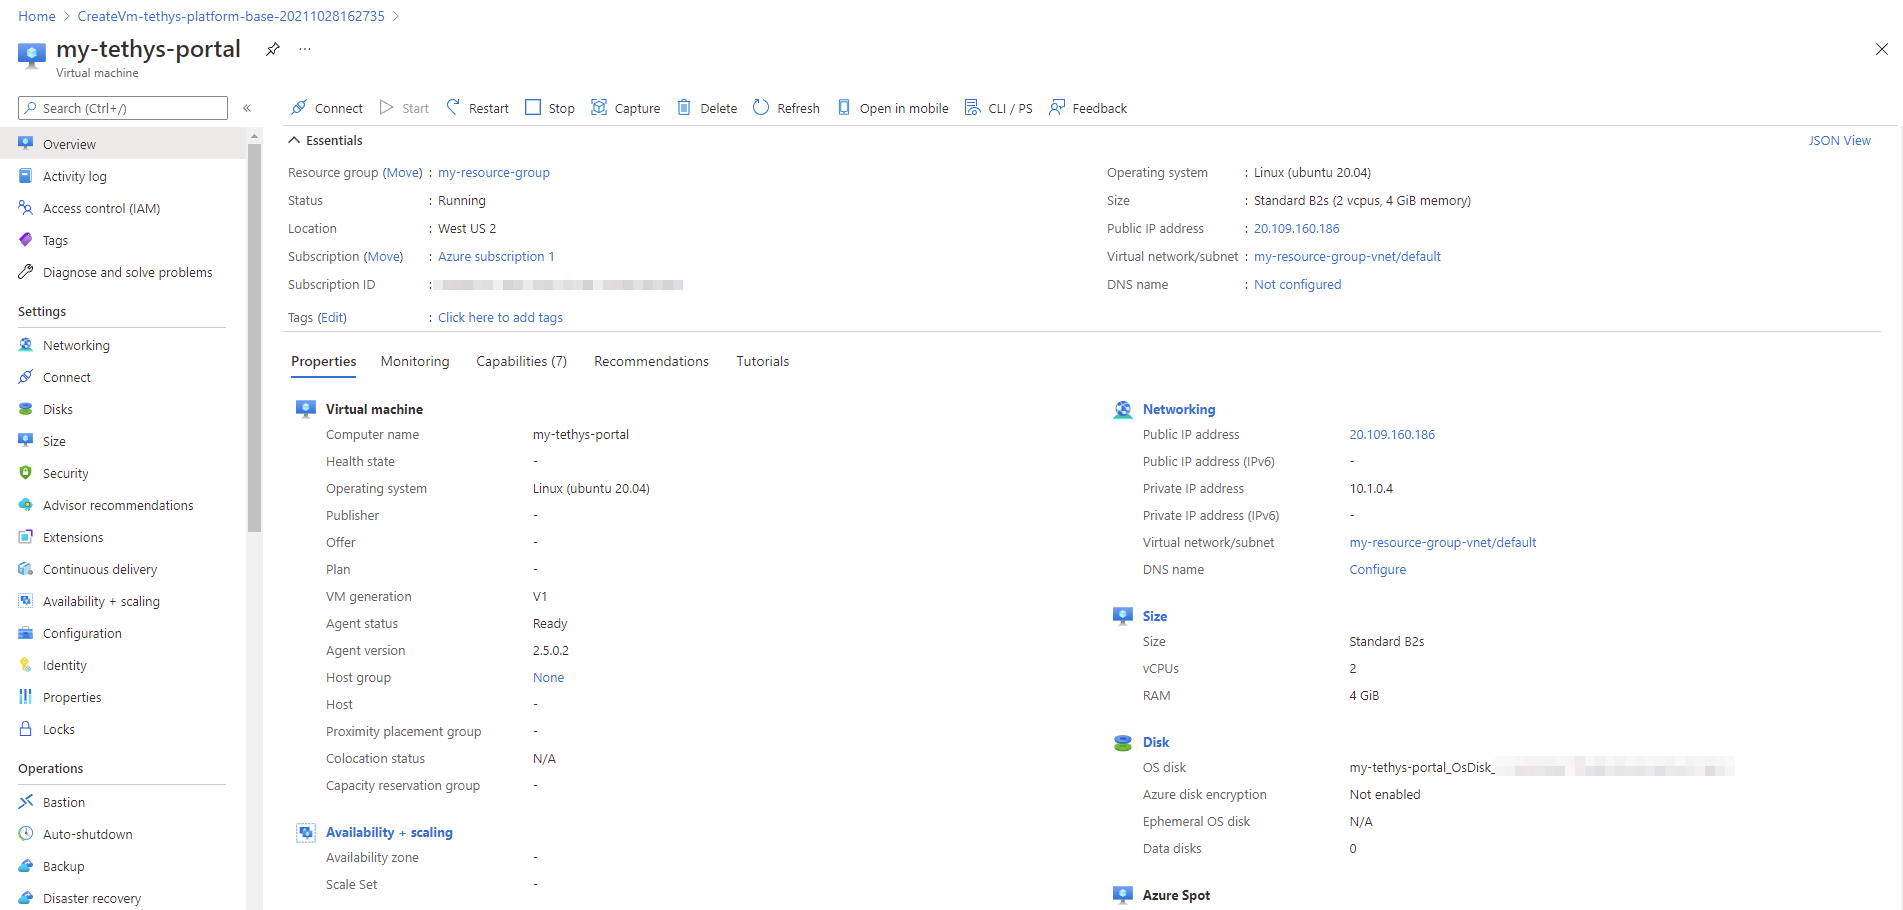 Home > CreateVm-tethys-platform-base-20211028162735 >
my-tethys-portal ...
Virtual machine
Search (Ctrl+/) «
Overview
Activity log
Access control (IAM)
Tags
Diagnose and solve problems
Settings
Networking
Connect
Disks
Size
Security
Advisor recommendations
Extensions
Continuous delivery
Availability + scaling
Configuration
Identity
Properties
Locks
Operations
Bastion
Auto-shutdown
Backup
Disaster recovery
Connect Start Restart Stop Capture Delete Refresh Open in mobile CLI / PS Feedback
Essentials JSON View
Resource group (Move) : my-resource-group
Status : Running
Location : West US 2
Subscription (Move) : Azure subscription 1
Subscription ID :
Tags (Edit) : Click here to add tags
Operating system : Linux (ubuntu 20.04)
Size : Standard B2s (2 vcpus, 4 GiB memory)
Public IP address : 20.109.160.186
Virtual network/subnet : my-resource-group-vnet/default
DNS name : Not configured
Properties Monitoring Capabilities (7) Recommendations Tutorials
Virtual machine
Computer name my-tethys-portal
Health state -
Operating system Linux (ubuntu 20.04)
Publisher -
Offer -
Plan -
VM generation V1
Agent status Ready
Agent version 2.5.0.2
Host group None
Host -
Proximity placement group -
Colocation status N/A
Capacity reservation group -
Availability + scaling
Availability zone -
Scale Set -
Networking
Public IP address 20.109.160.186
Public IP address (IPv6) -
Private IP address 10.1.0.4
Private IP address (IPv6) -
Virtual network/subnet my-resource-group-vnet/default
DNS name Configure
Size
Size Standard B2s
vCPUs 2
RAM 4 GiB
Disk
OS disk my-tethys-portal_OsDisk_
Azure disk encryption Not enabled
Ephemeral OS disk N/A
Data disks 0
Azure Spot